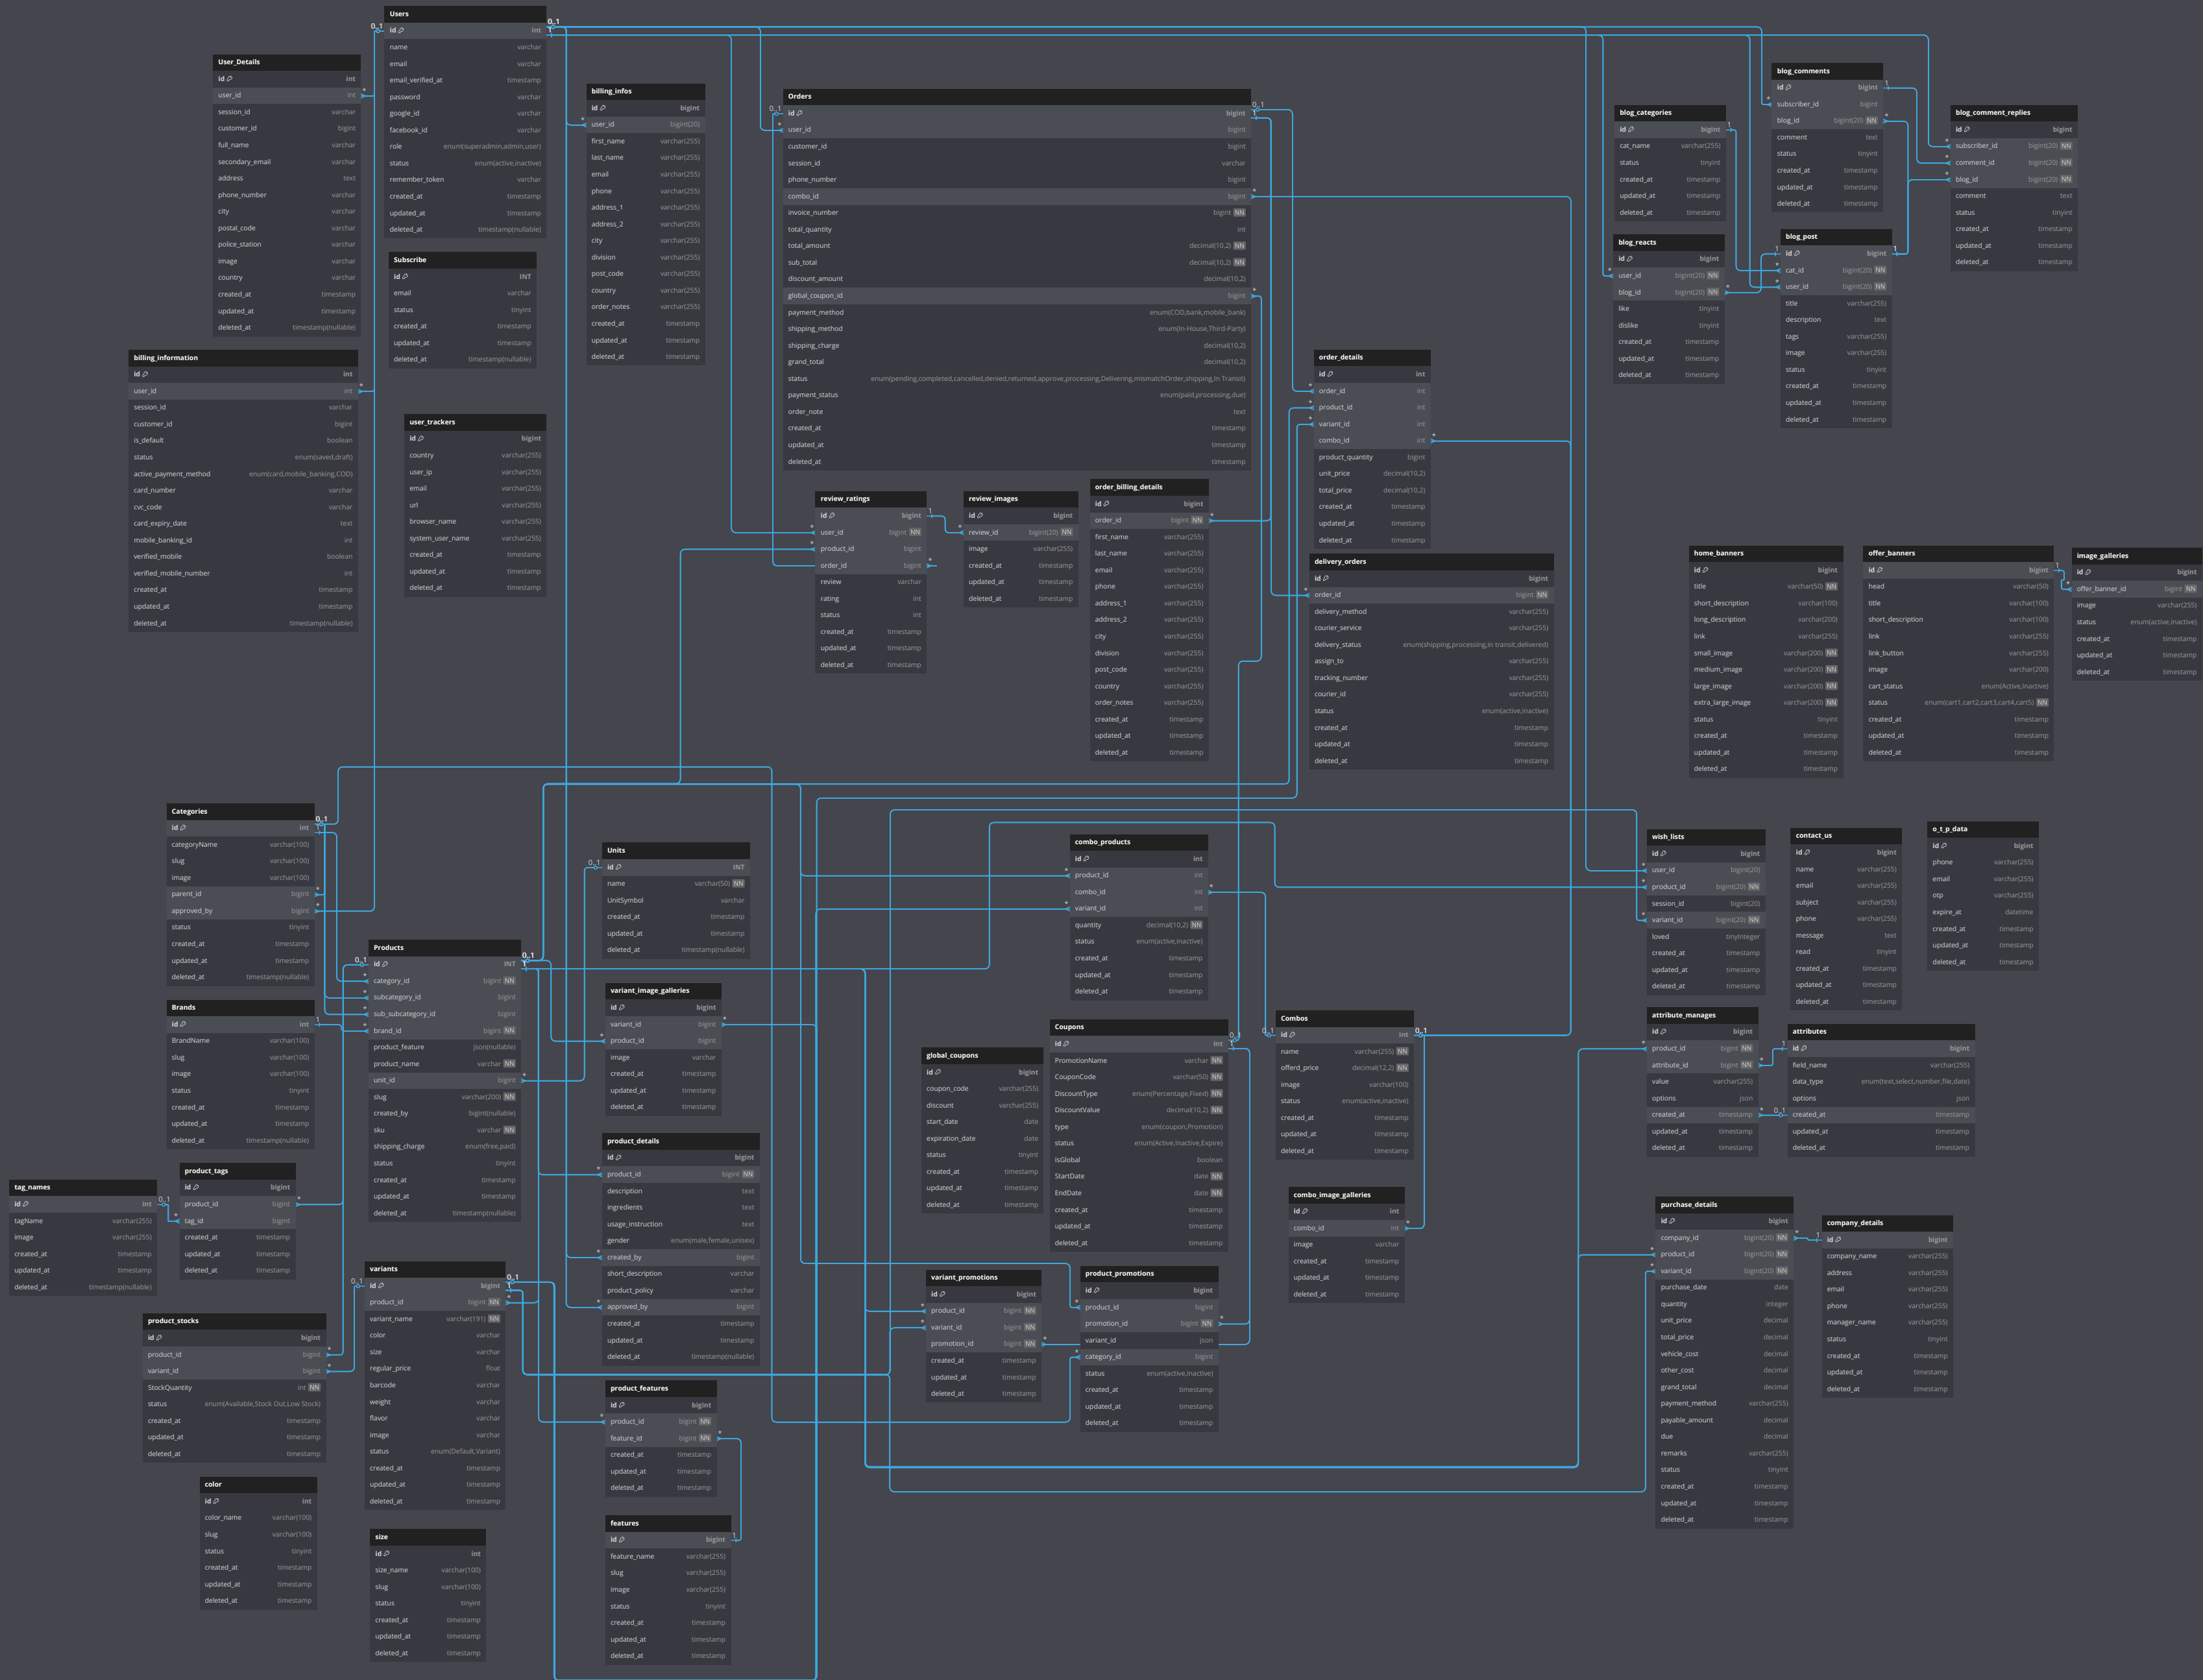 Users
id int
name varchar
email varchar
email_verified_at timestamp
password varchar
google_id varchar
facebook_id varchar
role enum(superadmin,admin,user)
status enum(active,inactive)
remember_token varchar
created_at timestamp
updated_at timestamp
deleted_at timestamp(nullable)
User_Details
id int
user_id int
session_id varchar
customer_id bigint
full_name varchar
secondary_email varchar
address text
phone_number varchar
city varchar
postal_code varchar
police_station varchar
image varchar
country varchar
created_at timestamp
updated_at timestamp
deleted_at timestamp(nullable)
billing_infos
id bigint
user_id bigint(20)
first_name varchar(255)
last_name varchar(255)
email varchar(255)
phone varchar(255)
address_1 varchar(255)
address_2 varchar(255)
city varchar(255)
division varchar(255)
post_code varchar(255)
country varchar(255)
order_notes varchar(255)
created_at timestamp
updated_at timestamp
deleted_at timestamp
Subscribe
id INT
email varchar
status tinyint
created_at timestamp
updated_at timestamp
deleted_at timestamp(nullable)
billing_information
id int
user_id int
session_id varchar
customer_id bigint
is_default boolean
status enum(saved,draft)
active_payment_method enum(card,mobile_banking,COD)
card_number varchar
cvc_code varchar
card_expiry_date text
mobile_banking_id int
verified_mobile boolean
verified_mobile_number int
created_at timestamp
updated_at timestamp
deleted_at timestamp(nullable)
user_trackers
id bigint
country varchar(255)
user_ip varchar(255)
email varchar(255)
url varchar(255)
browser_name varchar(255)
system_user_name varchar(255)
created_at timestamp
updated_at timestamp
deleted_at timestamp
Orders
id bigint
user_id bigint
customer_id bigint
session_id varchar
phone_number bigint
combo_id bigint
invoice_number bigint NN
total_quantity int
total_amount decimal(10,2) NN
sub_total decimal(10,2) NN
discount_amount decimal(10,2)
global_coupon_id bigint
payment_method enum(COD,bank,mobile_bank)
shipping_method enum(In-House,Third-Party)
shipping_charge decimal(10,2)
grand_total decimal(10,2)
status enum(pending,completed,cancelled,denied,returned,approve,processing,Delivering,mismatchOrder,shipping,In Transit)
payment_status enum(paid,processing,due)
order_note text
created_at timestamp
updated_at timestamp
deleted_at timestamp
order_details
id int
order_id int
product_id int
variant_id int
combo_id int
product_quantity bigint
unit_price decimal(10,2)
total_price decimal(10,2)
created_at timestamp
updated_at timestamp
deleted_at timestamp
review_ratings
id bigint
user_id bigint NN
product_id bigint
order_id bigint
review varchar
rating int
status int
created_at timestamp
updated_at timestamp
deleted_at timestamp
review_images
id bigint
review_id bigint(20) NN
image varchar(255)
created_at timestamp
updated_at timestamp
deleted_at timestamp
order_billing_details
id bigint
order_id bigint NN
first_name varchar(255)
last_name varchar(255)
email varchar(255)
phone varchar(255)
address_1 varchar(255)
address_2 varchar(255)
city varchar(255)
division varchar(255)
post_code varchar(255)
country varchar(255)
order_notes varchar(255)
created_at timestamp
updated_at timestamp
deleted_at timestamp
delivery_orders
id bigint
order_id bigint NN
delivery_method varchar(255)
courier_service varchar(255)
delivery_status enum(shipping,processing,in transit,delivered)
assign_to varchar(255)
tracking_number varchar(255)
courier_id varchar(255)
status enum(active,inactive)
created_at timestamp
updated_at timestamp
deleted_at timestamp
blog_categories
id bigint
cat_name varchar(255)
status tinyint
created_at timestamp
updated_at timestamp
deleted_at timestamp
blog_comments
id bigint
subscriber_id bigint
blog_id bigint(20) NN
comment text
status tinyint
created_at timestamp
updated_at timestamp
deleted_at timestamp
blog_comment_replies
id bigint
subscriber_id bigint(20) NN
comment_id bigint(20) NN
blog_id bigint(20) NN
comment text
status tinyint
created_at timestamp
updated_at timestamp
deleted_at timestamp
blog_reacts
id bigint
user_id bigint(20) NN
blog_id bigint(20) NN
like tinyint
dislike tinyint
created_at timestamp
updated_at timestamp
deleted_at timestamp
blog_post
id bigint
cat_id bigint(20) NN
user_id bigint(20) NN
title varchar(255)
description text
tags varchar(255)
image varchar(255)
status tinyint
created_at timestamp
updated_at timestamp
deleted_at timestamp
home_banners
id bigint
title varchar(50) NN
short_description varchar(100)
long_description varchar(200)
link varchar(255)
small_image varchar(200) NN
medium_image varchar(200) NN
large_image varchar(200) NN
extra_large_image varchar(200) NN
status tinyint
created_at timestamp
updated_at timestamp
deleted_at timestamp
offer_banners
id bigint
head varchar(50)
title varchar(100)
short_description varchar(100)
link varchar(255)
link_button varchar(255)
image varchar(200)
cart_status enum(Active,Inactive)
status enum(cart1,cart2,cart3,cart4,cart5) NN
created_at timestamp
updated_at timestamp
deleted_at timestamp
image_galleries
id bigint
offer_banner_id bigint NN
image varchar(255)
status enum(active,inactive)
created_at timestamp
updated_at timestamp
deleted_at timestamp
Categories
id int
categoryName varchar(100)
slug varchar(100)
image varchar(100)
parent_id bigint
approved_by bigint
status tinyint
created_at timestamp
updated_at timestamp
deleted_at timestamp(nullable)
Brands
id int
BrandName varchar(100)
slug varchar(100)
image varchar(100)
status tinyint
created_at timestamp
updated_at timestamp
deleted_at timestamp(nullable)
Products
id INT
category_id bigint NN
subcategory_id bigint
sub_subcategory_id bigint
brand_id bigint NN
product_feature json(nullable)
product_name varchar NN
unit_id bigint
slug varchar(200) NN
created_by bigint(nullable)
sku varchar NN
shipping_charge enum(free,paid)
status tinyint
created_at timestamp
updated_at timestamp
deleted_at timestamp(nullable)
Units
id INT
name varchar(50) NN
UnitSymbol varchar
created_at timestamp
updated_at timestamp
deleted_at timestamp(nullable)
variant_image_galleries
id bigint
variant_id bigint
product_id bigint
image varchar
created_at timestamp
updated_at timestamp
deleted_at timestamp
product_details
id bigint
product_id bigint NN
description text
ingredients text
usage_instruction text
gender enum(male,female,unisex)
created_by bigint
short_description varchar
product_policy varchar
approved_by bigint
created_at timestamp
updated_at timestamp
deleted_at timestamp(nullable)
tag_names
id int
tagName varchar(255)
image varchar(255)
created_at timestamp
updated_at timestamp
deleted_at timestamp(nullable)
product_tags
id bigint
product_id bigint
tag_id bigint
created_at timestamp
updated_at timestamp
deleted_at timestamp
product_stocks
id bigint
product_id bigint
variant_id bigint
StockQuantity int NN
status enum(Available,Stock Out,Low Stock)
created_at timestamp
updated_at timestamp
deleted_at timestamp
variants
id bigint
product_id bigint NN
variant_name varchar(191) NN
color varchar
size varchar
regular_price float
barcode varchar
weight varchar
flavor varchar
image varchar
status enum(Default,Variant)
created_at timestamp
updated_at timestamp
deleted_at timestamp
color
id int
color_name varchar(100)
slug varchar(100)
status tinyint
created_at timestamp
updated_at timestamp
deleted_at timestamp
size
id int
size_name varchar(100)
slug varchar(100)
status tinyint
created_at timestamp
updated_at timestamp
deleted_at timestamp
product_features
id bigint
product_id bigint NN
feature_id bigint NN
created_at timestamp
updated_at timestamp
deleted_at timestamp
features
id bigint
feature_name varchar(255)
slug varchar(255)
image varchar(255)
status tinyint
created_at timestamp
updated_at timestamp
deleted_at timestamp
combo_products
id int
product_id int
combo_id int
variant_id int
quantity decimal(10,2) NN
status enum(active,inactive)
created_at timestamp
updated_at timestamp
deleted_at timestamp
global_coupons
id bigint
coupon_code varchar(255)
discount varchar(255)
start_date date
expiration_date date
status tinyint
created_at timestamp
updated_at timestamp
deleted_at timestamp
Coupons
id int
PromotionName varchar NN
CouponCode varchar(50) NN
DiscountType enum(Percentage,Fixed) NN
DiscountValue decimal(10,2) NN
type enum(coupon,Promotion)
status enum(Active,Inactive,Expire)
IsGlobal boolean
StartDate date NN
EndDate date NN
created_at timestamp
updated_at timestamp
deleted_at timestamp
Combos
id int
name varchar(255) NN
offerd_price decimal(12,2) NN
image varchar(100)
status enum(active,inactive)
created_at timestamp
updated_at timestamp
deleted_at timestamp
combo_image_galleries
id int
combo_id int
image varchar
created_at timestamp
updated_at timestamp
deleted_at timestamp
variant_promotions
id bigint
product_id bigint NN
variant_id bigint NN
promotion_id bigint NN
created_at timestamp
updated_at timestamp
deleted_at timestamp
product_promotions
id bigint
product_id bigint
promotion_id bigint NN
variant_id json
category_id bigint
status enum(active,inactive)
created_at timestamp
updated_at timestamp
deleted_at timestamp
wish_lists
id bigint
user_id bigint(20)
product_id bigint(20) NN
session_id bigint(20)
variant_id bigint(20) NN
loved tinyInteger
created_at timestamp
updated_at timestamp
deleted_at timestamp
contact_us
id bigint
name varchar(255)
email varchar(255)
subject varchar(255)
phone varchar(255)
message text
read tinyint
created_at timestamp
updated_at timestamp
deleted_at timestamp
o_t_p_data
id bigint
phone varchar(255)
email varchar(255)
otp varchar(255)
expire_at datetime
created_at timestamp
updated_at timestamp
deleted_at timestamp
attribute_manages
id bigint
product_id bigint NN
attribute_id bigint NN
value varchar(255)
options json
created_at timestamp
updated_at timestamp
deleted_at timestamp
attributes
id bigint
field_name varchar(255)
data_type enum(text,select,number,file,date)
options json
created_at timestamp
updated_at timestamp
deleted_at timestamp
purchase_details
id bigint
company_id bigint(20) NN
product_id bigint(20) NN
variant_id bigint(20) NN
purchase_date date
quantity integer
unit_price decimal
total_price decimal
vehicle_cost decimal
other_cost decimal
grand_total decimal
payment_method varchar(255)
payable_amount decimal
due decimal
remarks varchar(255)
status tinyint
created_at timestamp
updated_at timestamp
deleted_at timestamp
company_details
id bigint
company_name varchar(255)
address varchar(255)
email varchar(255)
phone varchar(255)
manager_name varchar(255)
status tinyint
created_at timestamp
updated_at timestamp
deleted_at timestamp